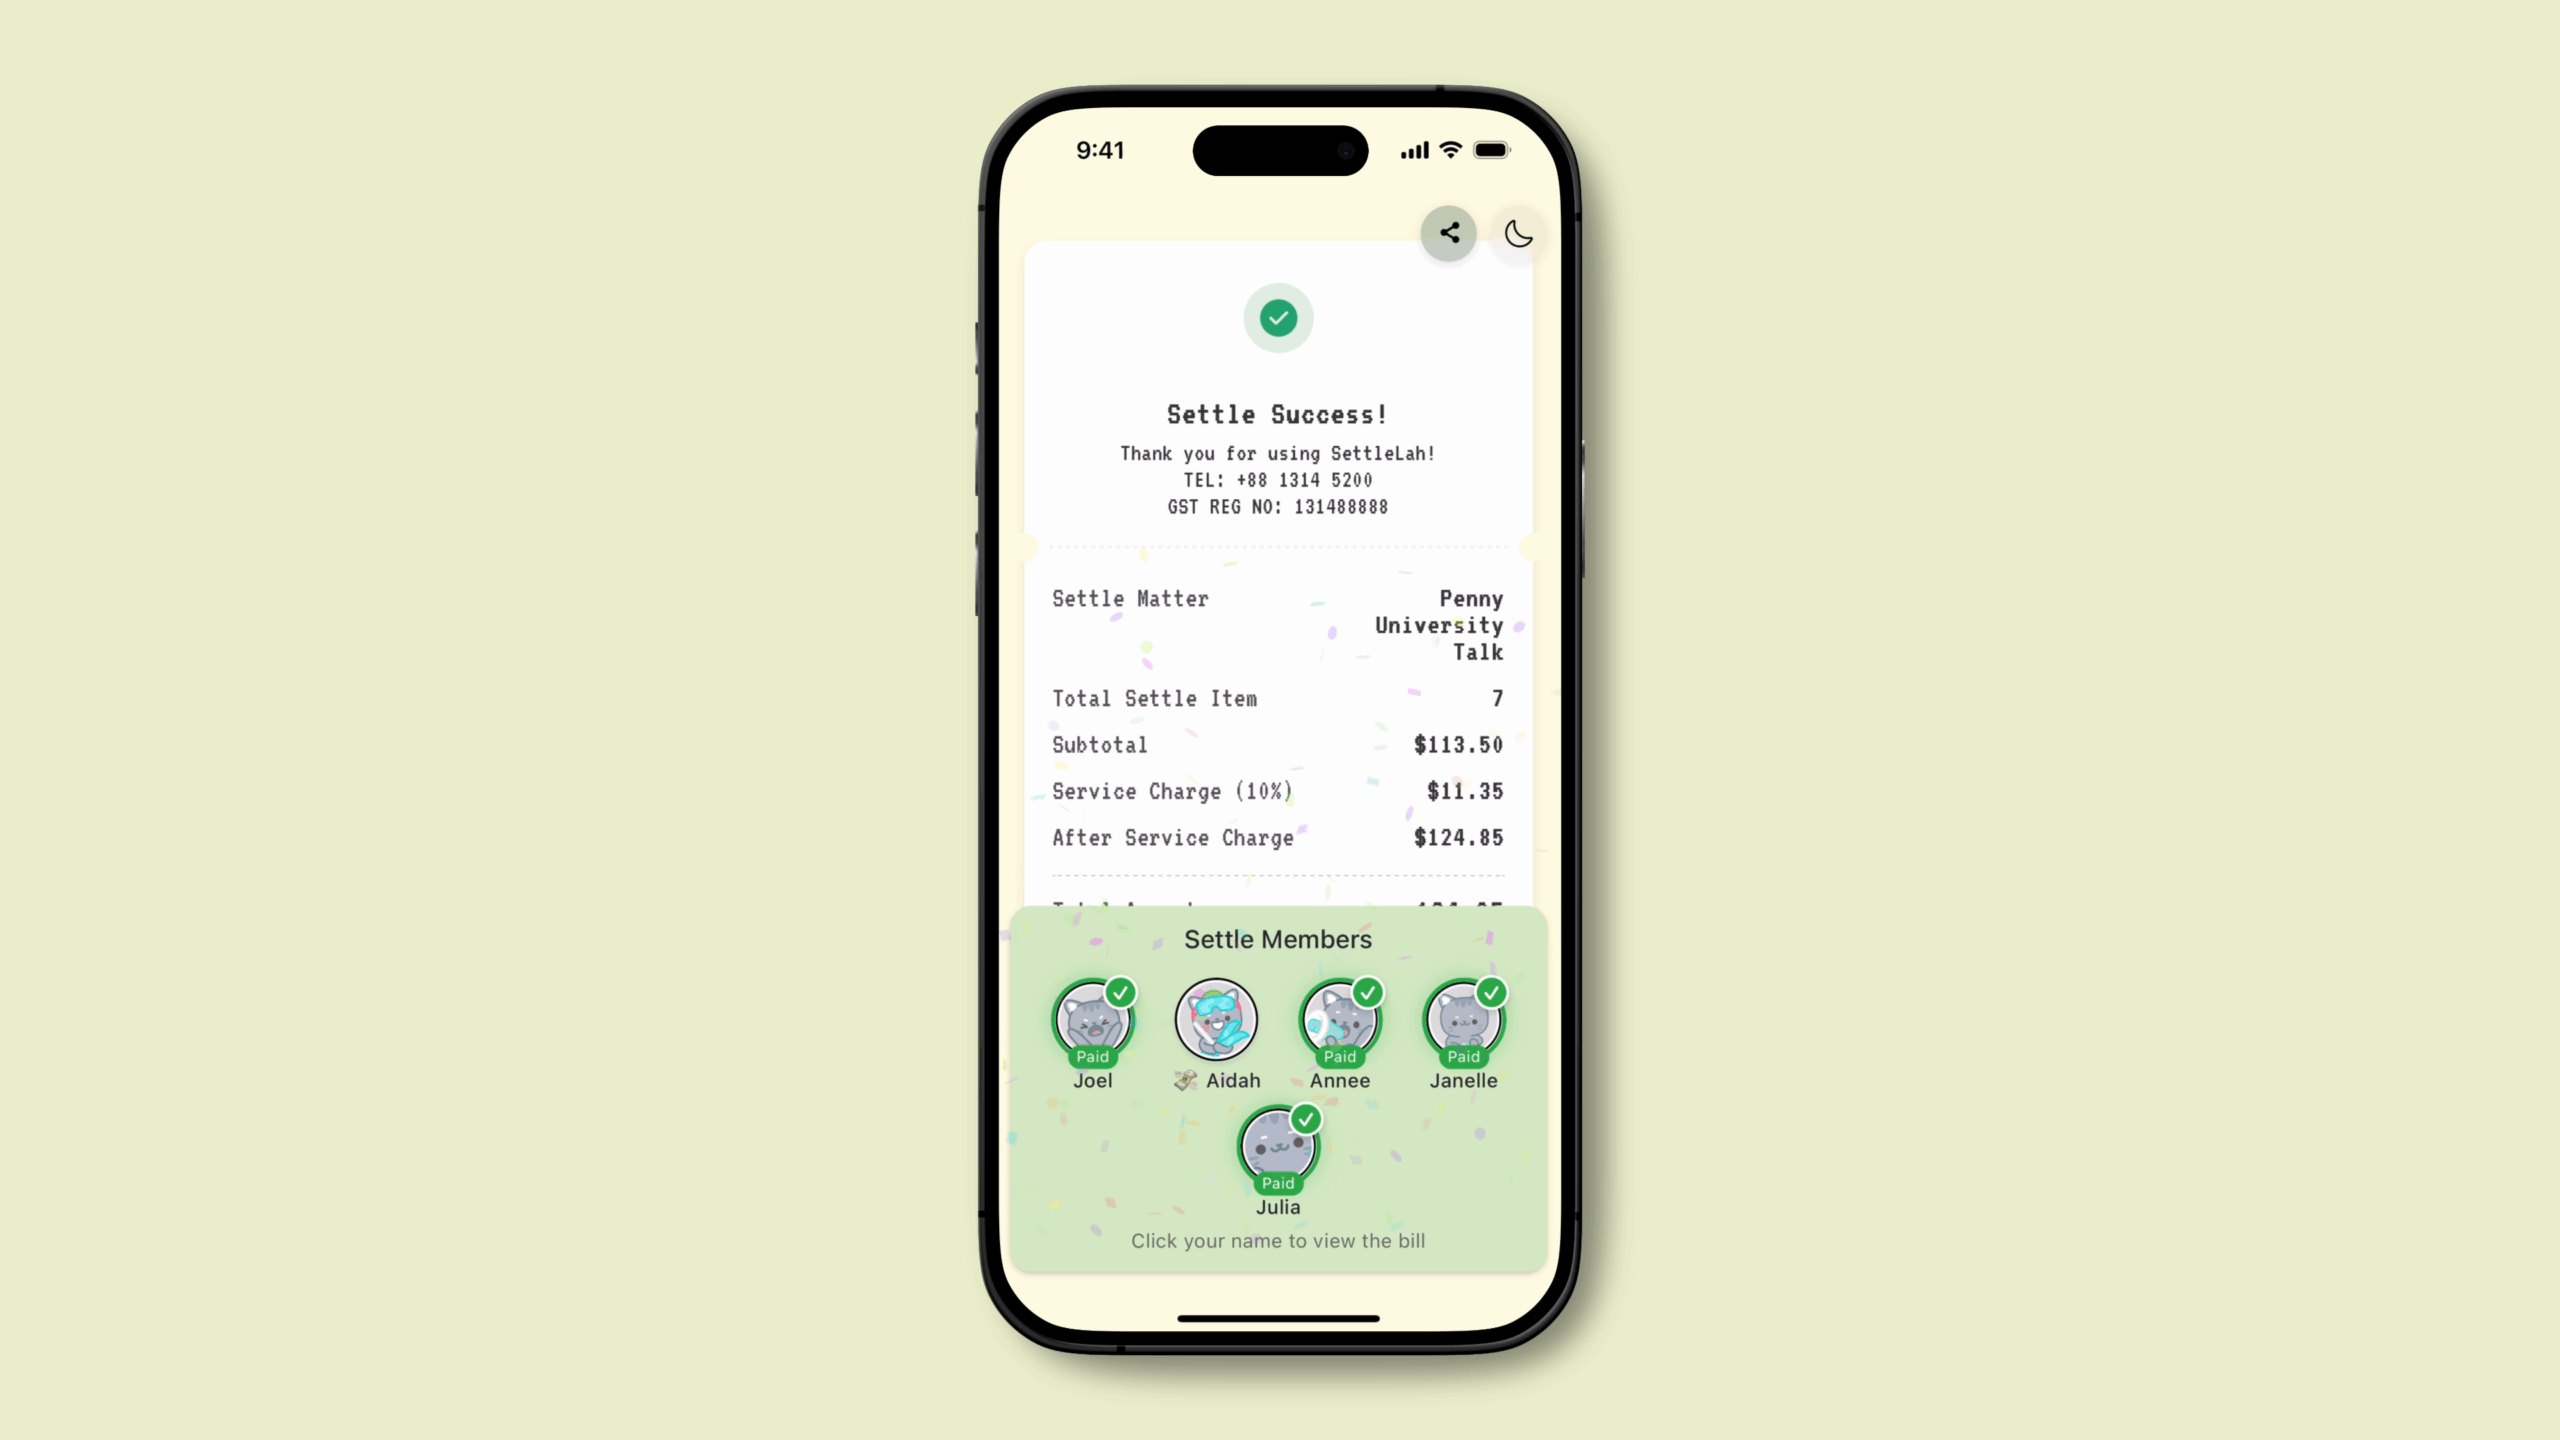 9:41
Settle Success!
Thank you for using SettleLah!
TEL: +88 1314 5200
GST REG NO: 131488888
Settle Matter Penny
University
Talk
Total Settle Item 7
Subtotal $113.50
Service Charge (10%) $11.35
After Service Charge $124.85
Settle Members
Paid Paid Paid
Joel Aidah Annee Janelle
Paid
Julia
Click your name to view the bill